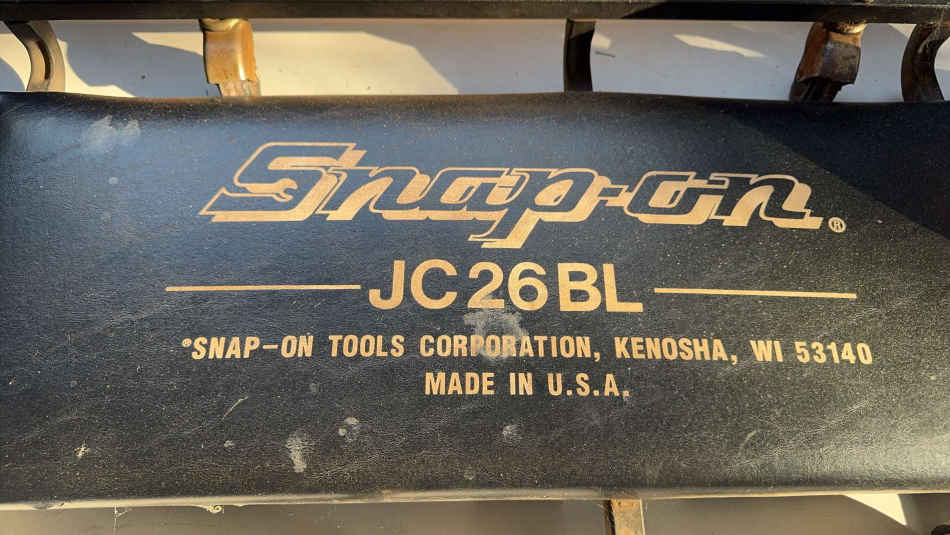 Snap-on®
JC26BL
®SNAP-ON TOOLS CORPORATION, KENOSHA, WI 53140
MADE IN U.S.A.